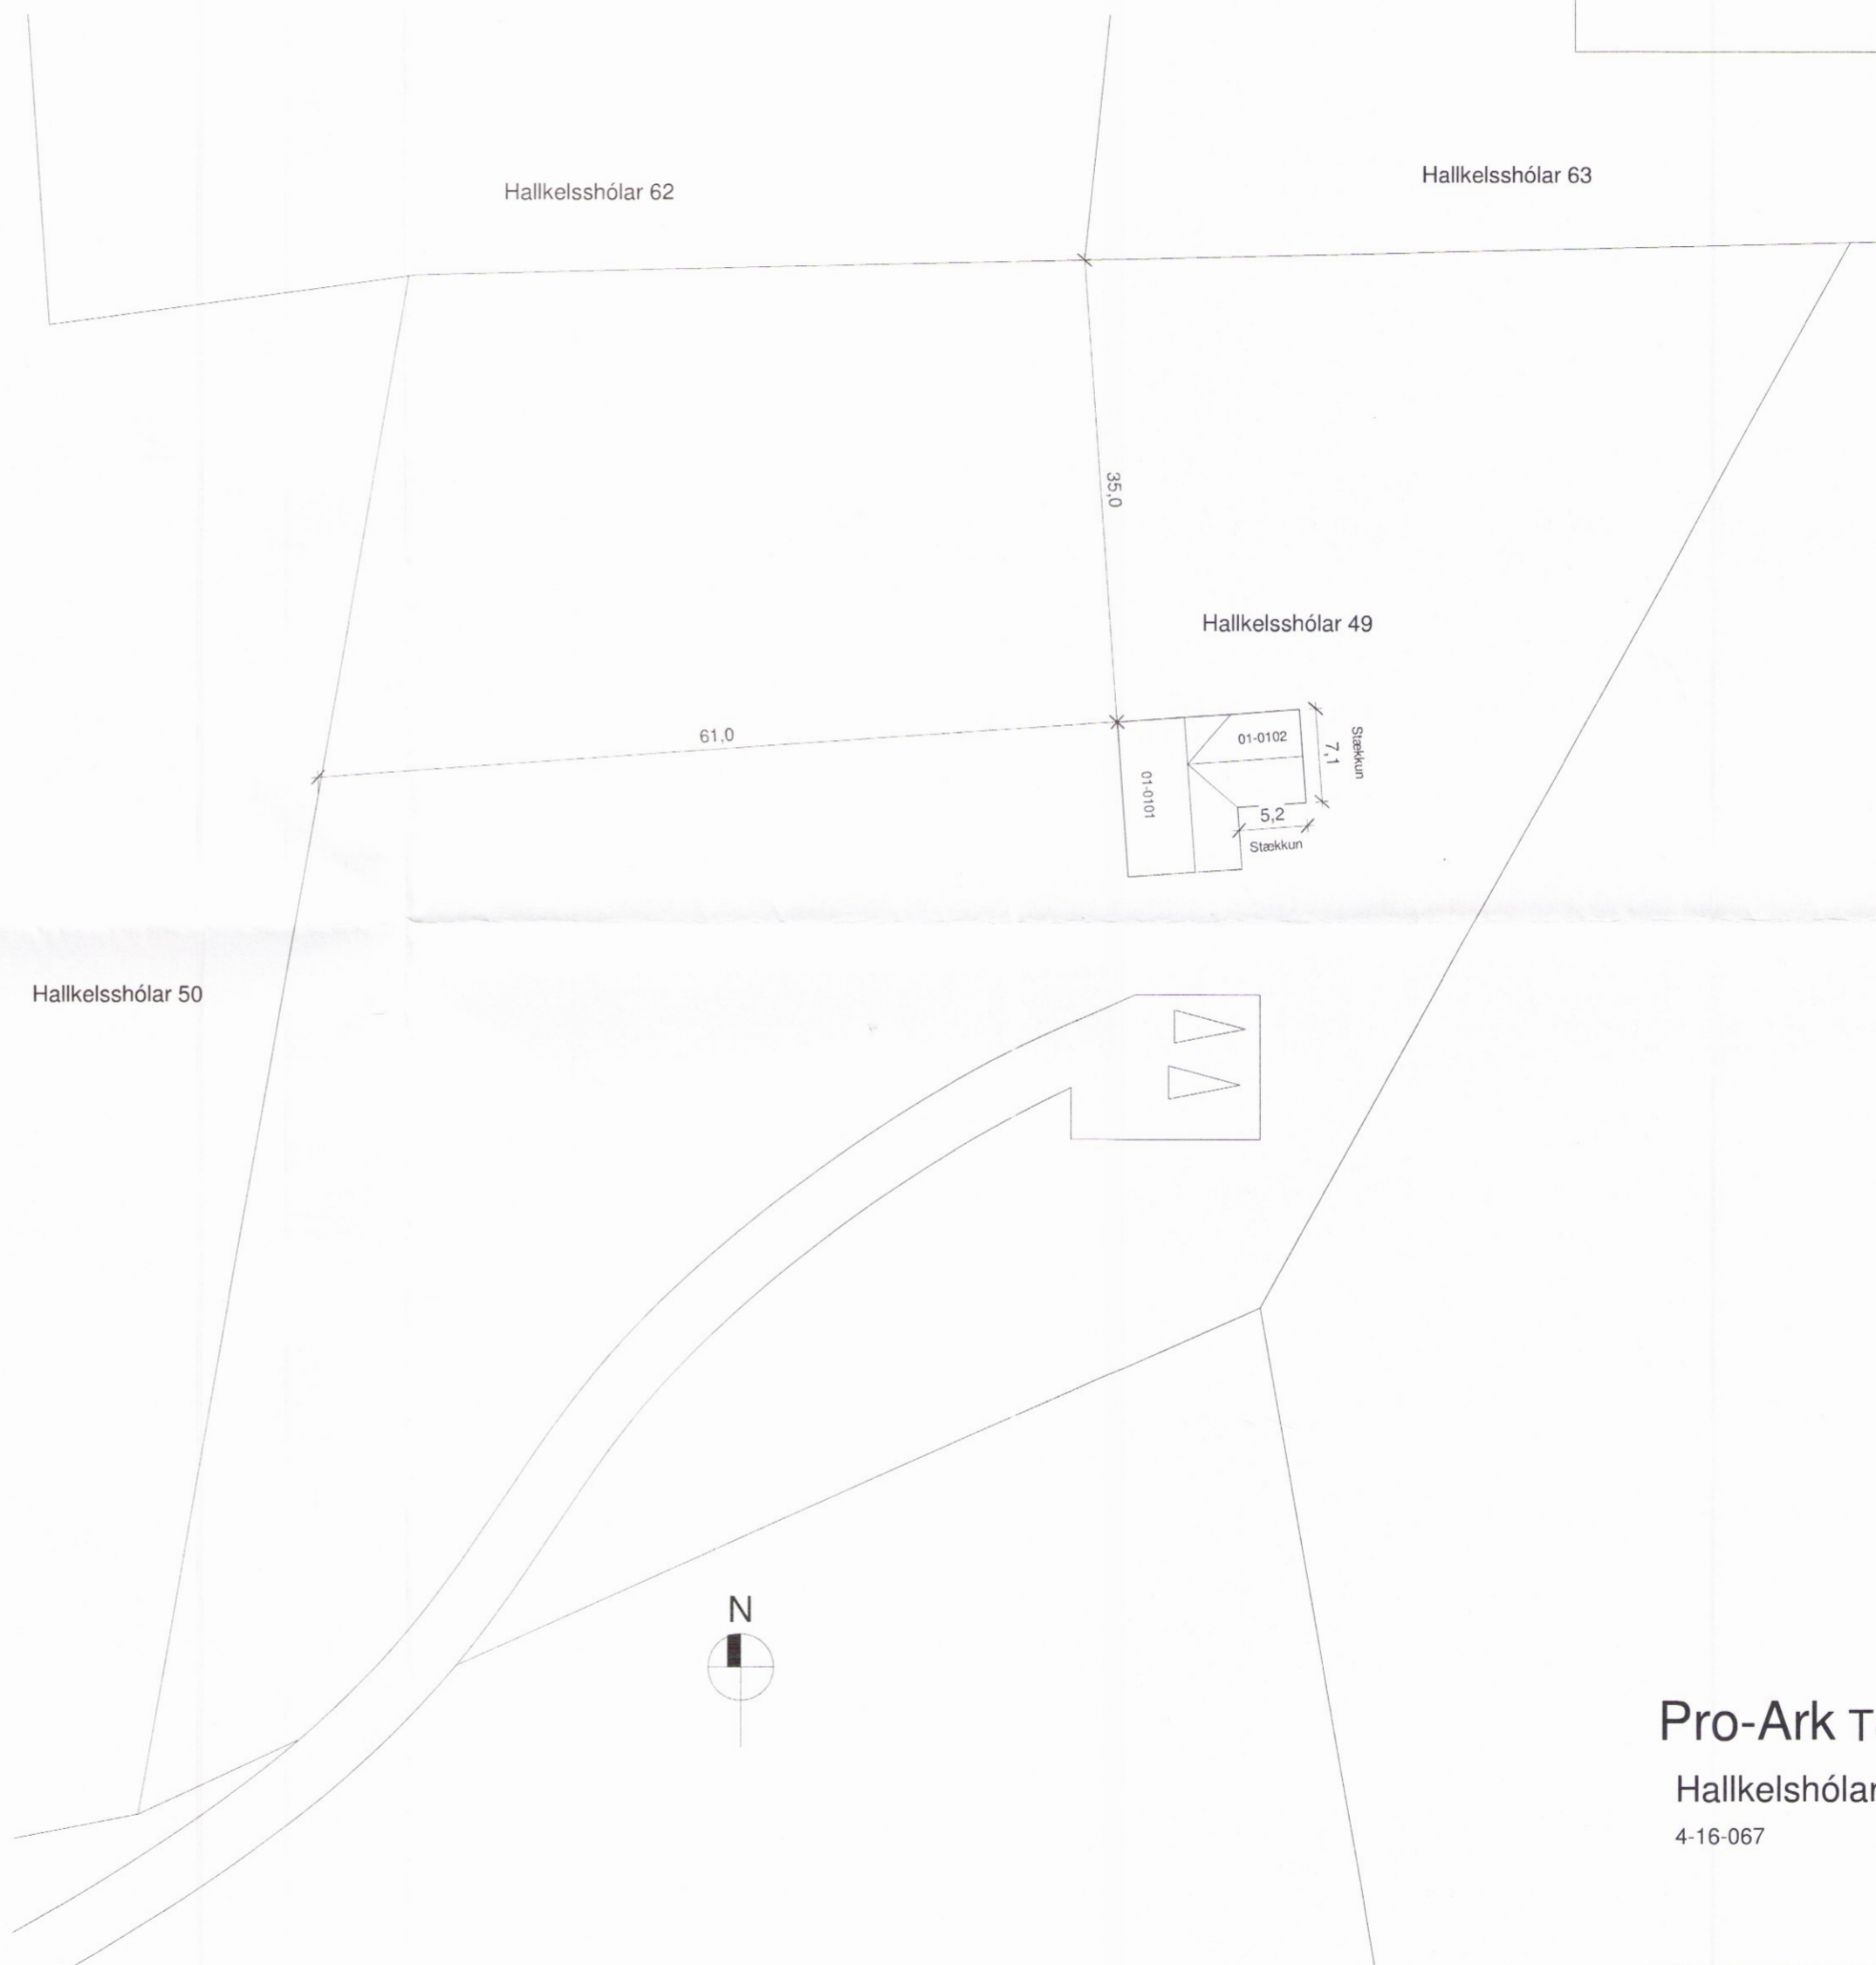 Hallkelsshólar 62
Hallkelsshólar 63
35,0
Hallkelsshólar 49
61,0
01-0102
7,1
Stækkun
01-0101
5,2
Stækkun
Hallkelsshólar 50
N
Pro-Ark T
Hallkelshólar
4-16-067